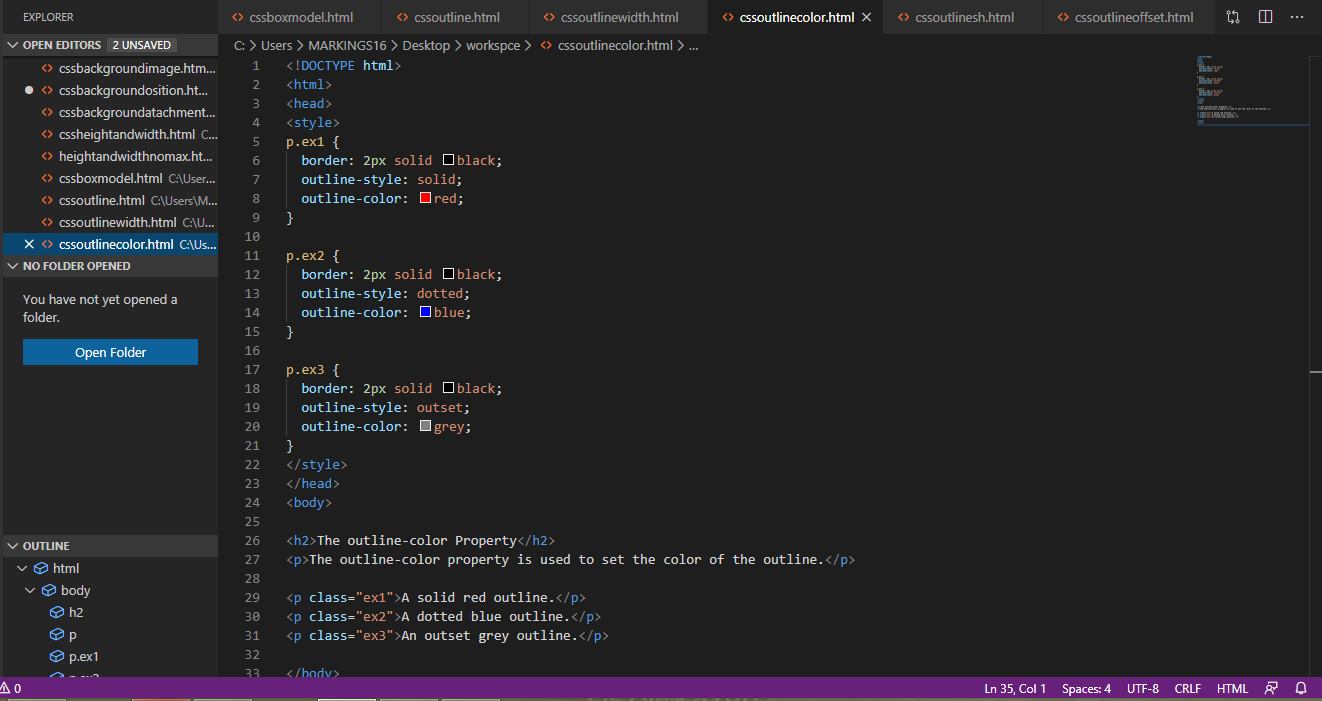 EXPLORER
OPEN EDITORS 2 UNSAVED
cssbackgroundimage.htm...
cssbackgroundosition.ht...
cssbackgroundatachment...
cssheightandwidth.html C...
heightandwidthnomax.ht...
cssboxmodel.html C:\User...
cssoutline.html C:\Users\M...
cssoutlinewidth.html C:\U...
cssoutlinecolor.html C:\Us...
NO FOLDER OPENED
You have not yet opened a
folder.
Open Folder
OUTLINE
html
body
h2
p
p.ex1
p.ex2
cssboxmodel.html cssoutline.html cssoutlinewidth.html cssoutlinecolor.html cssoutlinesh.html cssoutlineoffset.html
C: > Users > MARKINGS16 > Desktop > workspce > cssoutlinecolor.html > ...
1 <!DOCTYPE html>
2 <html>
3 <head>
4 <style>
5 p.ex1 {
6 border: 2px solid black;
7 outline-style: solid;
8 outline-color: red;
9 }
10
11 p.ex2 {
12 border: 2px solid black;
13 outline-style: dotted;
14 outline-color: blue;
15 }
16
17 p.ex3 {
18 border: 2px solid black;
19 outline-style: outset;
20 outline-color: grey;
21 }
22 </style>
23 </head>
24 <body>
25
26 <h2>The outline-color Property</h2>
27 <p>The outline-color property is used to set the color of the outline.</p>
28
29 <p class="ex1">A solid red outline.</p>
30 <p class="ex2">A dotted blue outline.</p>
31 <p class="ex3">An outset grey outline.</p>
32
33 </body>
0 Ln 35, Col 1 Spaces: 4 UTF-8 CRLF HTML